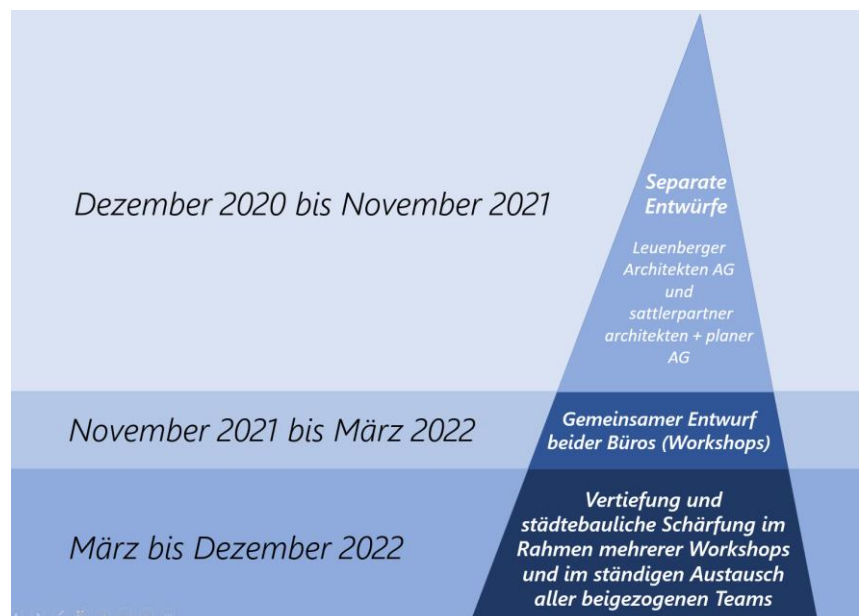 Dezember 2020 bis November 2021
Separate
Entwürfe
Leuenberger
Architekten AG
und
sattlerpartner
architekten + planer
AG
November 2021 bis März 2022
Gemeinsamer Entwurf
beider Büros (Workshops)
März bis Dezember 2022
Vertiefung und
städtebauliche Schärfung im
Rahmen mehrerer Workshops
und im ständigen Austausch
aller beigezogenen Teams